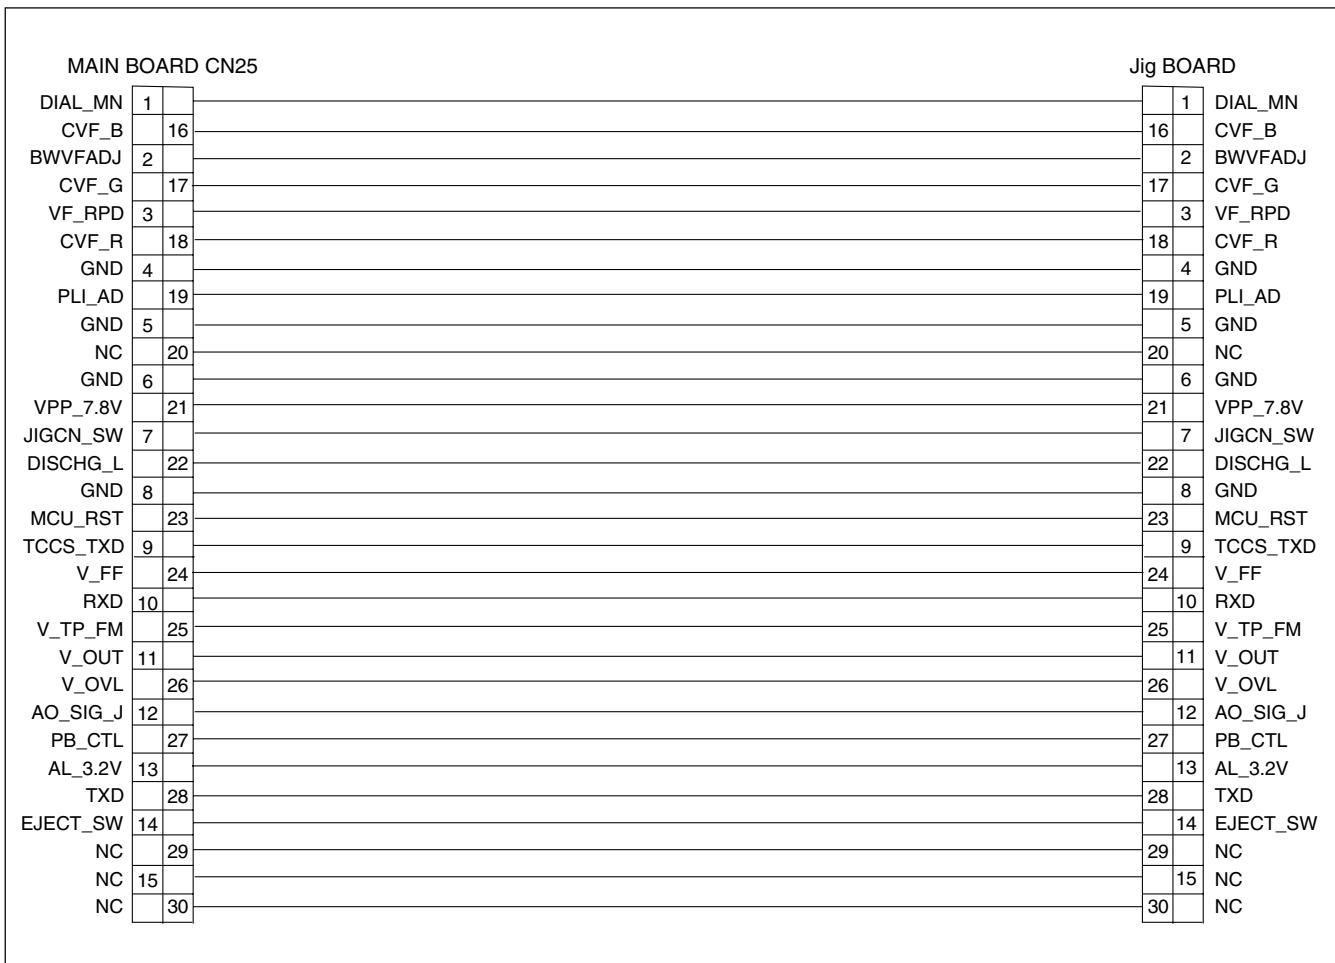 MAIN BOARD CN25 Jig BOARD
DIAL_MN 1 1 DIAL_MN
CVF_B 16 16 CVF_B
BWVFADJ 2 2 BWVFADJ
CVF_G 17 17 CVF_G
VF_RPD 3 3 VF_RPD
CVF_R 18 18 CVF_R
GND 4 4 GND
PLI_AD 19 19 PLI_AD
GND 5 5 GND
NC 20 20 NC
GND 6 6 GND
VPP_7.8V 21 21 VPP_7.8V
JIGCN_SW 7 7 JIGCN_SW
DISCHG_L 22 22 DISCHG_L
GND 8 8 GND
MCU_RST 23 23 MCU_RST
TCCS_TXD 9 9 TCCS_TXD
V_FF 24 24 V_FF
RXD 10 10 RXD
V_TP_FM 25 25 V_TP_FM
V_OUT 11 11 V_OUT
V_OVL 26 26 V_OVL
AO_SIG_J 12 12 AO_SIG_J
PB_CTL 27 27 PB_CTL
AL_3.2V 13 13 AL_3.2V
TXD 28 28 TXD
EJECT_SW 14 14 EJECT_SW
NC 29 29 NC
NC 15 15 NC
NC 30 30 NC